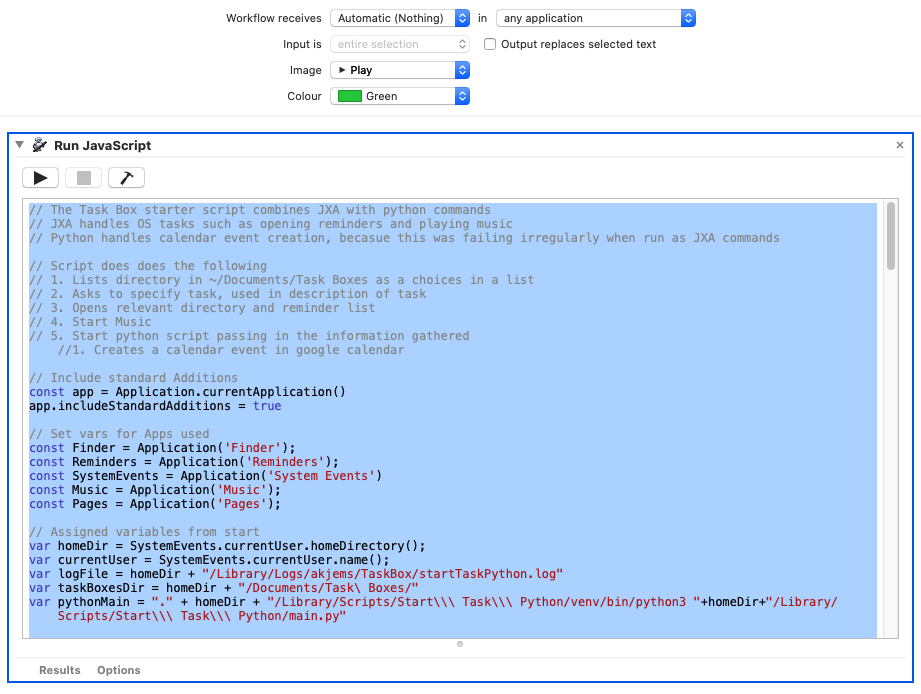 Workflow receives Automatic (Nothing) in any application
Input is entire selection Output replaces selected text
Image Play
Colour Green
Run JavaScript
// The Task Box starter script combines JXA with python commands
// JXA handles OS tasks such as opening reminders and playing music
// Python handles calendar event creation, becasue this was failing irregularly when run as JXA commands
// Script does does the following
// 1. Lists directory in ~/Documents/Task Boxes as a choices in a list
// 2. Asks to specify task, used in description of task
// 3. Opens relevant directory and reminder list
// 4. Start Music
// 5. Start python script passing in the information gathered
//1. Creates a calendar event in google calendar
// Include standard Additions
const app = Application.currentApplication()
app.includeStandardAdditions = true
// Set vars for Apps used
const Finder = Application('Finder');
const Reminders = Application('Reminders');
const SystemEvents = Application('System Events')
const Music = Application('Music');
const Pages = Application('Pages');
// Assigned variables from start
var homeDir = SystemEvents.currentUser.homeDirectory();
var currentUser = SystemEvents.currentUser.name();
var logFile = homeDir + "/Library/Logs/akjems/TaskBox/startTaskPython.log"
var taskBoxesDir = homeDir + "/Documents/Task\ Boxes/"
var pythonMain = "." + homeDir + "/Library/Scripts/Start\\\ Task\\\ Python/venv/bin/python3 "+homeDir+"/Library/
Scripts/Start\\\ Task\\\ Python/main.py"
Results Options